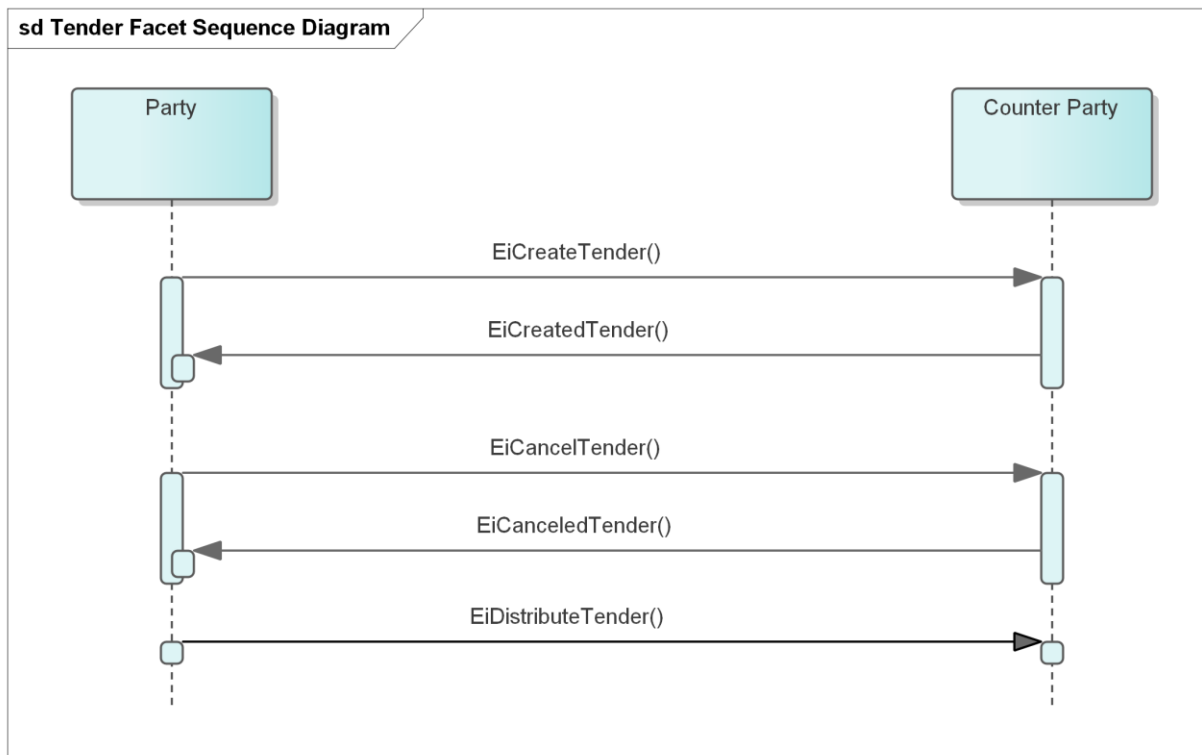 sd Tender Facet Sequence Diagram
Party
Counter Party
EiCreateTender()
EiCreatedTender()
EiCancelTender()
EiCanceledTender()
EiDistributeTender()